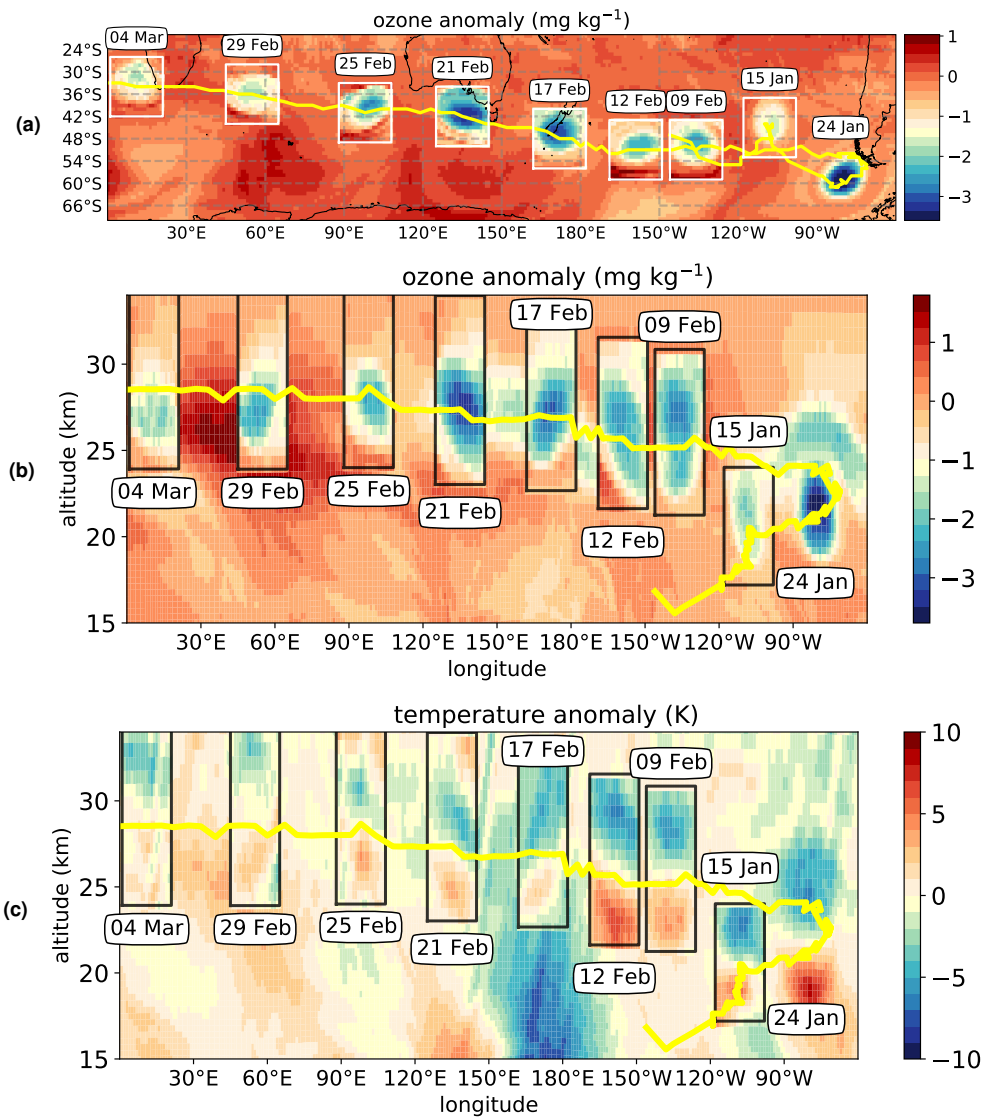 ozone anomaly (mg kg⁻¹)
(a)
24°S
30°S
36°S
42°S
48°S
54°S
60°S
66°S
04 Mar
29 Feb
25 Feb
21 Feb
17 Feb
12 Feb
09 Feb
15 Jan
24 Jan
30°E 60°E 90°E 120°E 150°E 180°E 150°W 120°W 90°W
1
0
−1
−2
−3
ozone anomaly (mg kg⁻¹)
(b)
altitude (km)
30
25
20
15
04 Mar
29 Feb
25 Feb
21 Feb
17 Feb
12 Feb
09 Feb
15 Jan
24 Jan
30°E 60°E 90°E 120°E 150°E 180°E 150°W 120°W 90°W
longitude
1
0
−1
−2
−3
temperature anomaly (K)
(c)
altitude (km)
30
25
20
15
04 Mar
29 Feb
25 Feb
21 Feb
17 Feb
12 Feb
09 Feb
15 Jan
24 Jan
30°E 60°E 90°E 120°E 150°E 180°E 150°W 120°W 90°W
longitude
10
5
0
−5
−10